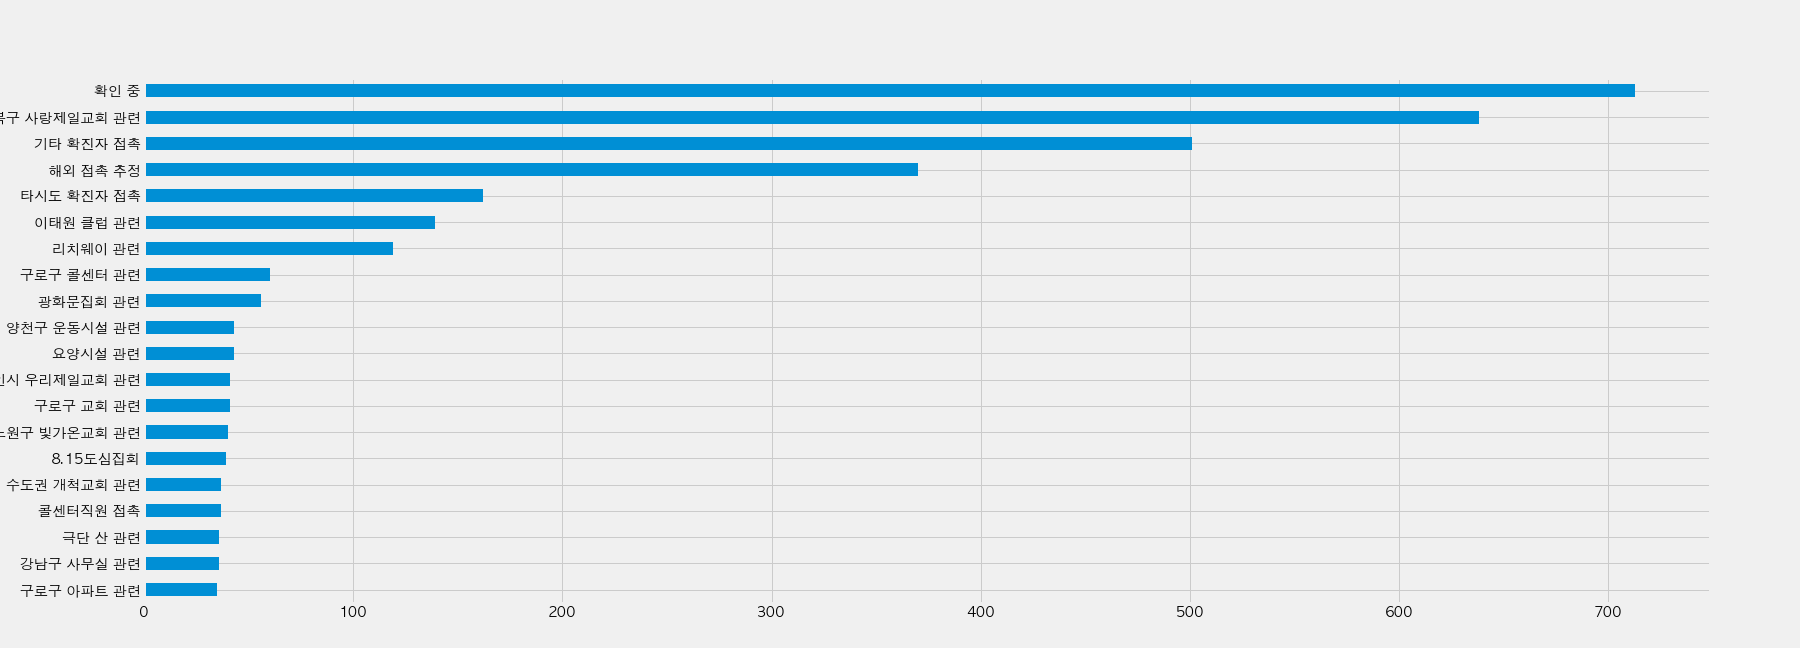 확인 중
북구 사랑제일교회 관련
기타 확진자 접촉
해외 접촉 추정
타시도 확진자 접촉
이태원 클럽 관련
리치웨이 관련
구로구 콜센터 관련
광화문집회 관련
양천구 운동시설 관련
요양시설 관련
인시 우리제일교회 관련
구로구 교회 관련
노원구 빛가온교회 관련
8.15도심집회
수도권 개척교회 관련
콜센터직원 접촉
극단 산 관련
강남구 사무실 관련
구로구 아파트 관련
0 100 200 300 400 500 600 700